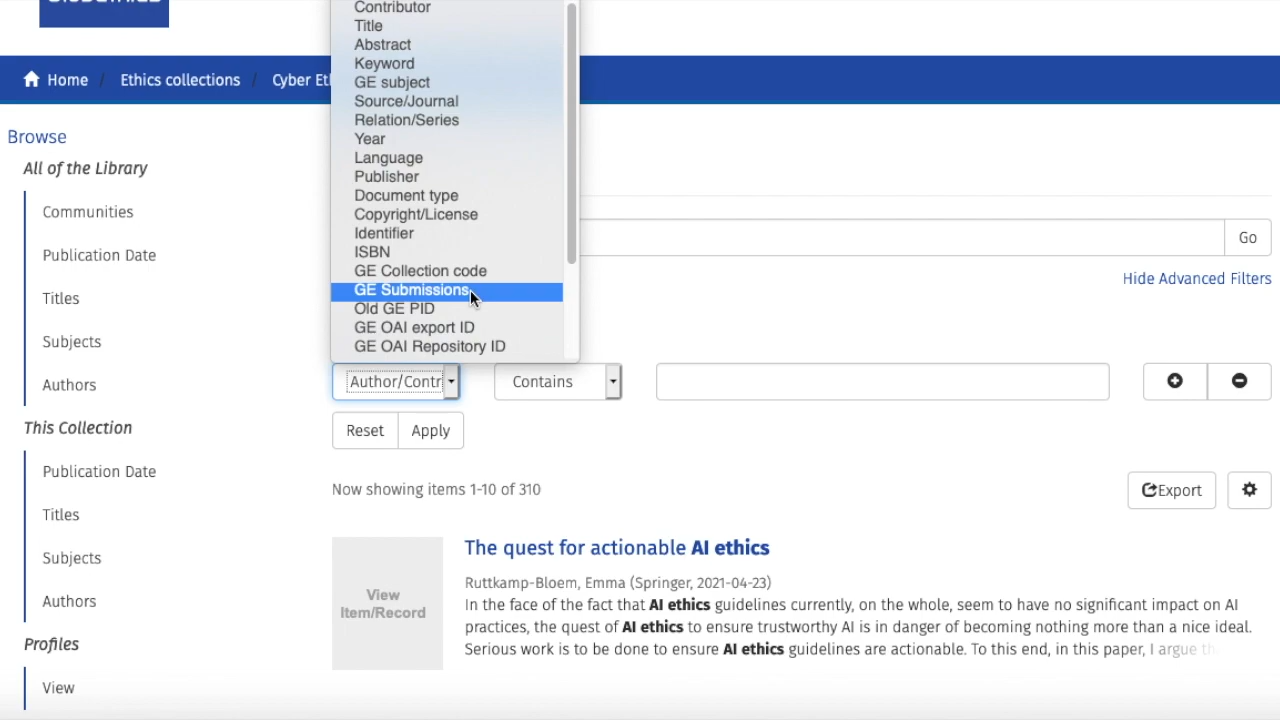 Contributor
Title
Abstract
Keyword
GE subject
Source/Journal
Relation/Series
Year
Language
Publisher
Document type
Copyright/License
Identifier
ISBN
GE Collection code
GE Submissions
Old GE PID
GE OAI export ID
GE OAI Repository ID
Home / Ethics collections / Cyber Et
Browse
All of the Library
Communities
Publication Date
Titles
Subjects
Authors
This Collection
Publication Date
Titles
Subjects
Authors
Profiles
View
Go
Hide Advanced Filters
Author/Contr
Contains
Reset
Apply
Now showing items 1-10 of 310
Export
View
Item/Record
The quest for actionable AI ethics
Ruttkamp-Bloem, Emma (Springer, 2021-04-23)
In the face of the fact that AI ethics guidelines currently, on the whole, seem to have no significant impact on AI
practices, the quest of AI ethics to ensure trustworthy AI is in danger of becoming nothing more than a nice ideal.
Serious work is to be done to ensure AI ethics guidelines are actionable. To this end, in this paper, I argue th